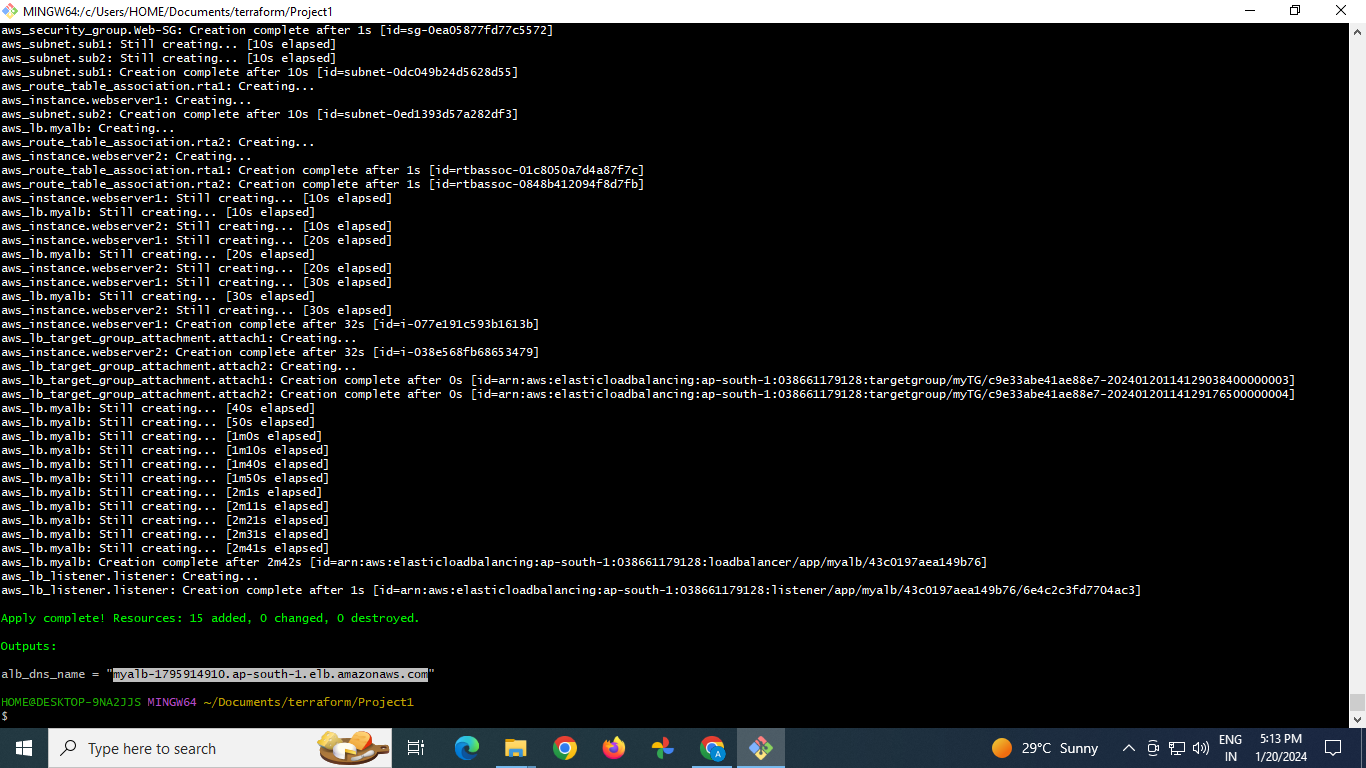 MINGW64:/c/Users/HOME/Documents/terraform/Project1
aws_security_group.Web-SG: Creation complete after 1s [id=sg-0ea05877fd77c5572]
aws_subnet.sub1: Still creating... [10s elapsed]
aws_subnet.sub2: Still creating... [10s elapsed]
aws_subnet.sub1: Creation complete after 10s [id=subnet-0dc049b24d5628d55]
aws_route_table_association.rta1: Creating...
aws_instance.webserver1: Creating...
aws_subnet.sub2: Creation complete after 10s [id=subnet-0ed1393d57a282df3]
aws_lb.myalb: Creating...
aws_route_table_association.rta2: Creating...
aws_instance.webserver2: Creating...
aws_route_table_association.rta1: Creation complete after 1s [id=rtbassoc-01c8050a7d4a87f7c]
aws_route_table_association.rta2: Creation complete after 1s [id=rtbassoc-0848b412094f8d7fb]
aws_instance.webserver1: Still creating... [10s elapsed]
aws_lb.myalb: Still creating... [10s elapsed]
aws_instance.webserver2: Still creating... [10s elapsed]
aws_instance.webserver1: Still creating... [20s elapsed]
aws_lb.myalb: Still creating... [20s elapsed]
aws_instance.webserver2: Still creating... [20s elapsed]
aws_instance.webserver1: Still creating... [30s elapsed]
aws_lb.myalb: Still creating... [30s elapsed]
aws_instance.webserver2: Still creating... [30s elapsed]
aws_instance.webserver1: Creation complete after 32s [id=i-077e191c593b1613b]
aws_lb_target_group_attachment.attach1: Creating...
aws_instance.webserver2: Creation complete after 32s [id=i-038e568fb68653479]
aws_lb_target_group_attachment.attach2: Creating...
aws_lb_target_group_attachment.attach1: Creation complete after 0s [id=arn:aws:elasticloadbalancing:ap-south-1:038661179128:targetgroup/myTG/c9e33abe41ae88e7-20240120114129038400000003]
aws_lb_target_group_attachment.attach2: Creation complete after 0s [id=arn:aws:elasticloadbalancing:ap-south-1:038661179128:targetgroup/myTG/c9e33abe41ae88e7-20240120114129176500000004]
aws_lb.myalb: Still creating... [40s elapsed]
aws_lb.myalb: Still creating... [50s elapsed]
aws_lb.myalb: Still creating... [1m0s elapsed]
aws_lb.myalb: Still creating... [1m10s elapsed]
aws_lb.myalb: Still creating... [1m40s elapsed]
aws_lb.myalb: Still creating... [1m50s elapsed]
aws_lb.myalb: Still creating... [2m1s elapsed]
aws_lb.myalb: Still creating... [2m11s elapsed]
aws_lb.myalb: Still creating... [2m21s elapsed]
aws_lb.myalb: Still creating... [2m31s elapsed]
aws_lb.myalb: Still creating... [2m41s elapsed]
aws_lb.myalb: Creation complete after 2m42s [id=arn:aws:elasticloadbalancing:ap-south-1:038661179128:loadbalancer/app/myalb/43c0197aea149b76]
aws_lb_listener.listener: Creating...
aws_lb_listener.listener: Creation complete after 1s [id=arn:aws:elasticloadbalancing:ap-south-1:038661179128:listener/app/myalb/43c0197aea149b76/6e4c2c3fd7704ac3]
Apply complete! Resources: 15 added, 0 changed, 0 destroyed.
Outputs:
alb_dns_name = "myalb-1795914910.ap-south-1.elb.amazonaws.com"
HOME@DESKTOP-9NA2JJS MINGW64 ~/Documents/terraform/Project1
$
Type here to search
A
29°C Sunny
ENG
IN
5:13 PM
1/20/2024